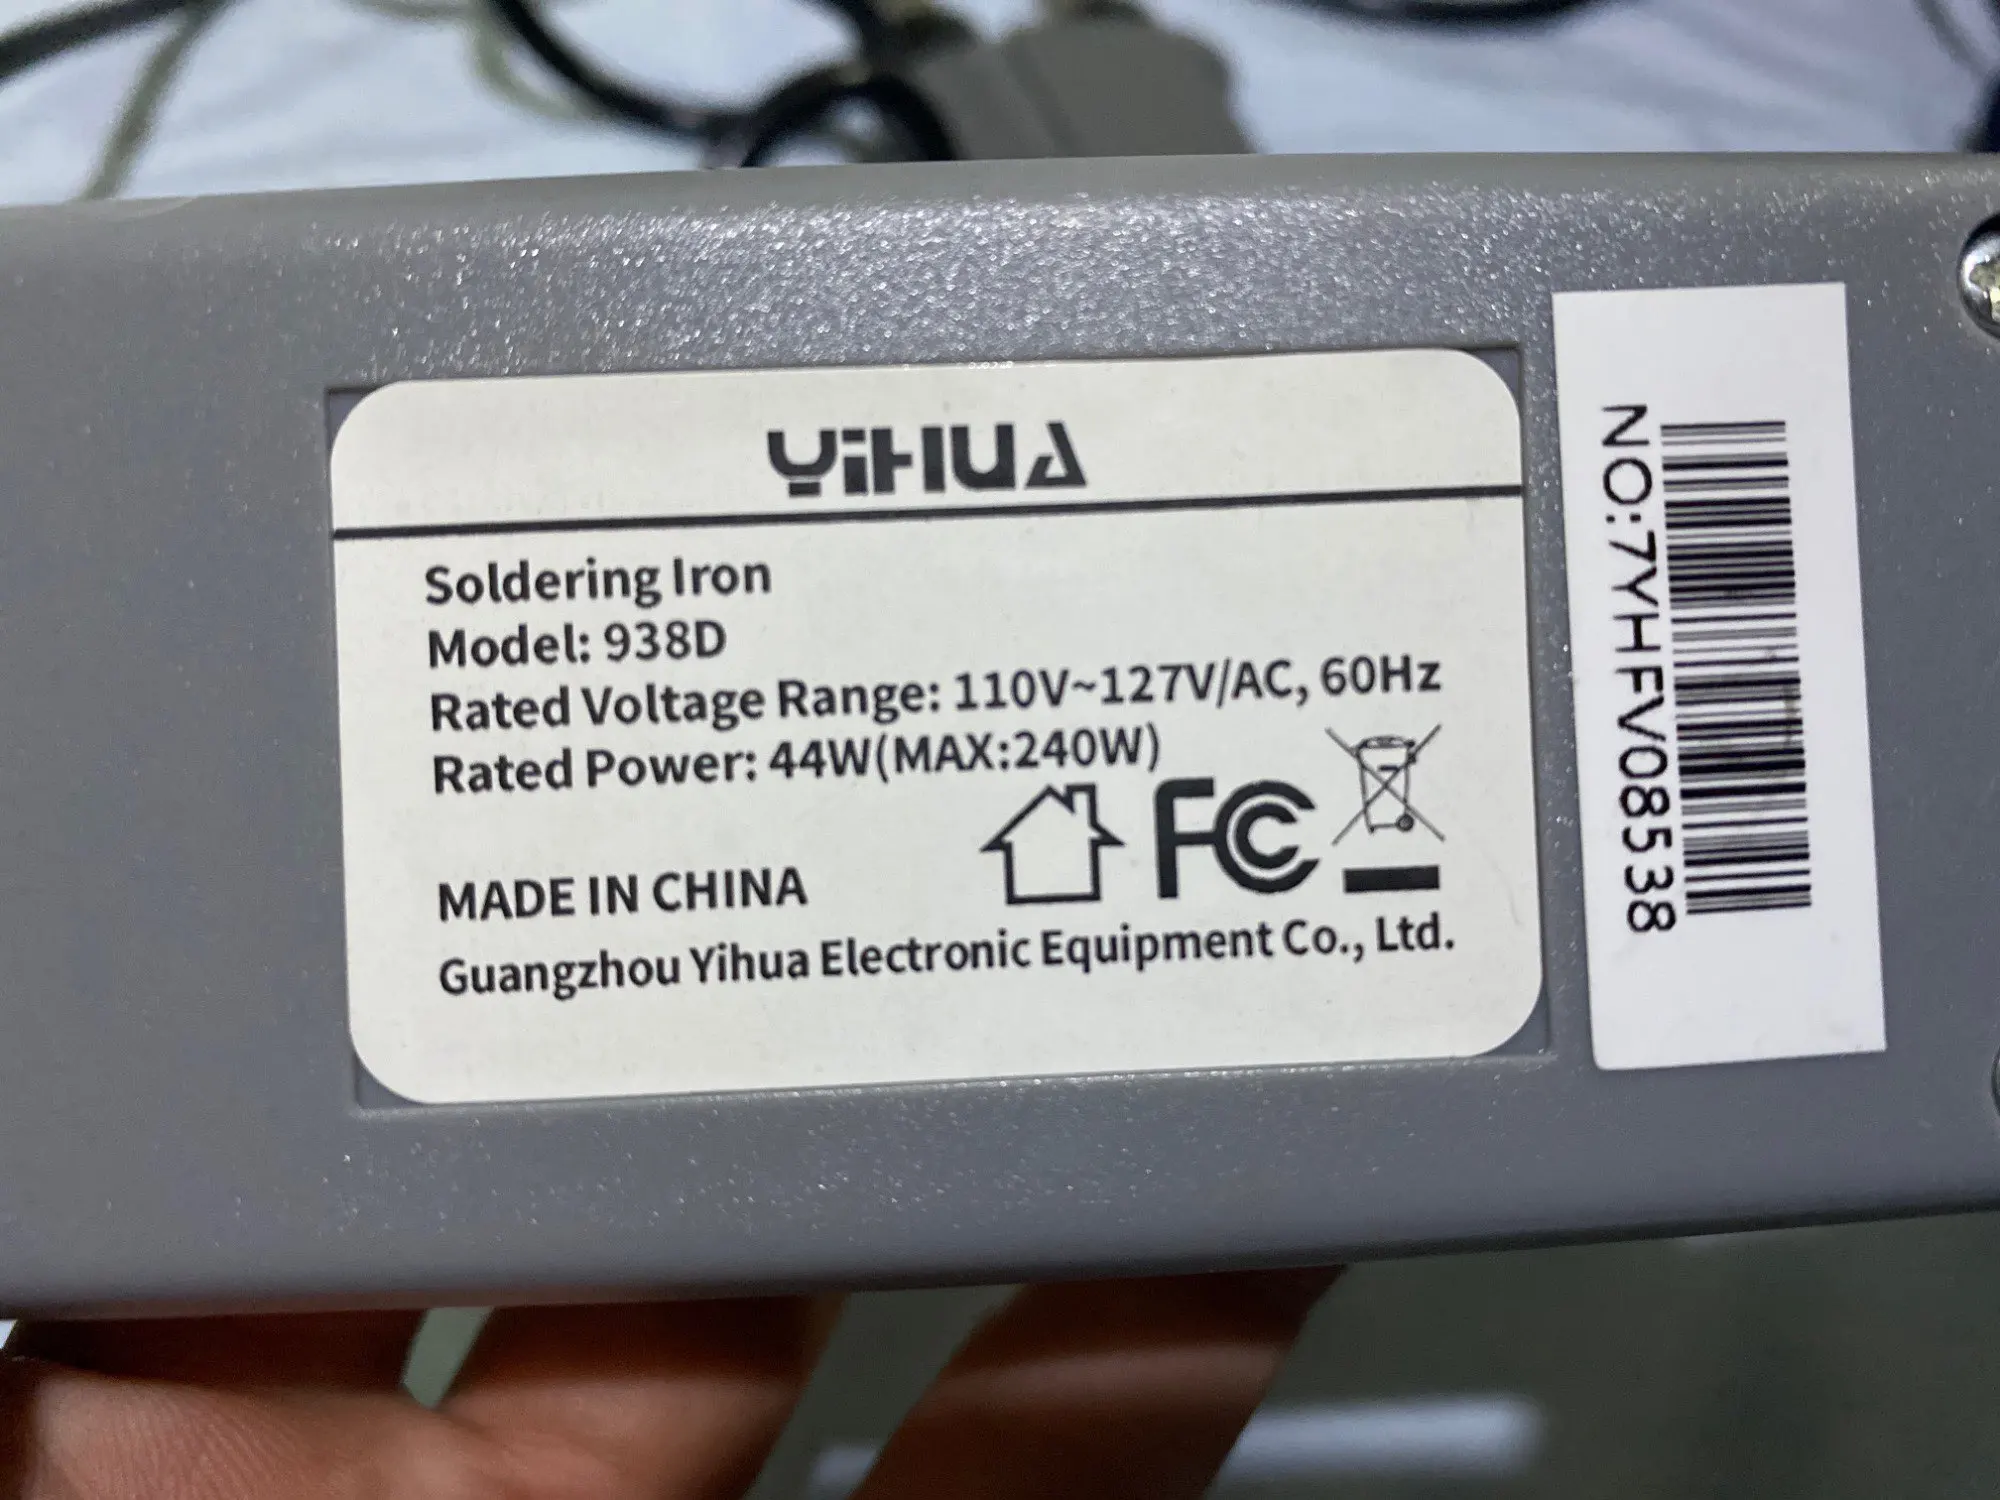 YiHUA
Soldering Iron
Model: 938D
Rated Voltage Range: 110V~127V/AC, 60Hz
Rated Power: 44W(MAX:240W)
FC
MADE IN CHINA
Guangzhou Yihua Electronic Equipment Co., Ltd.
NO:7YHFV08538